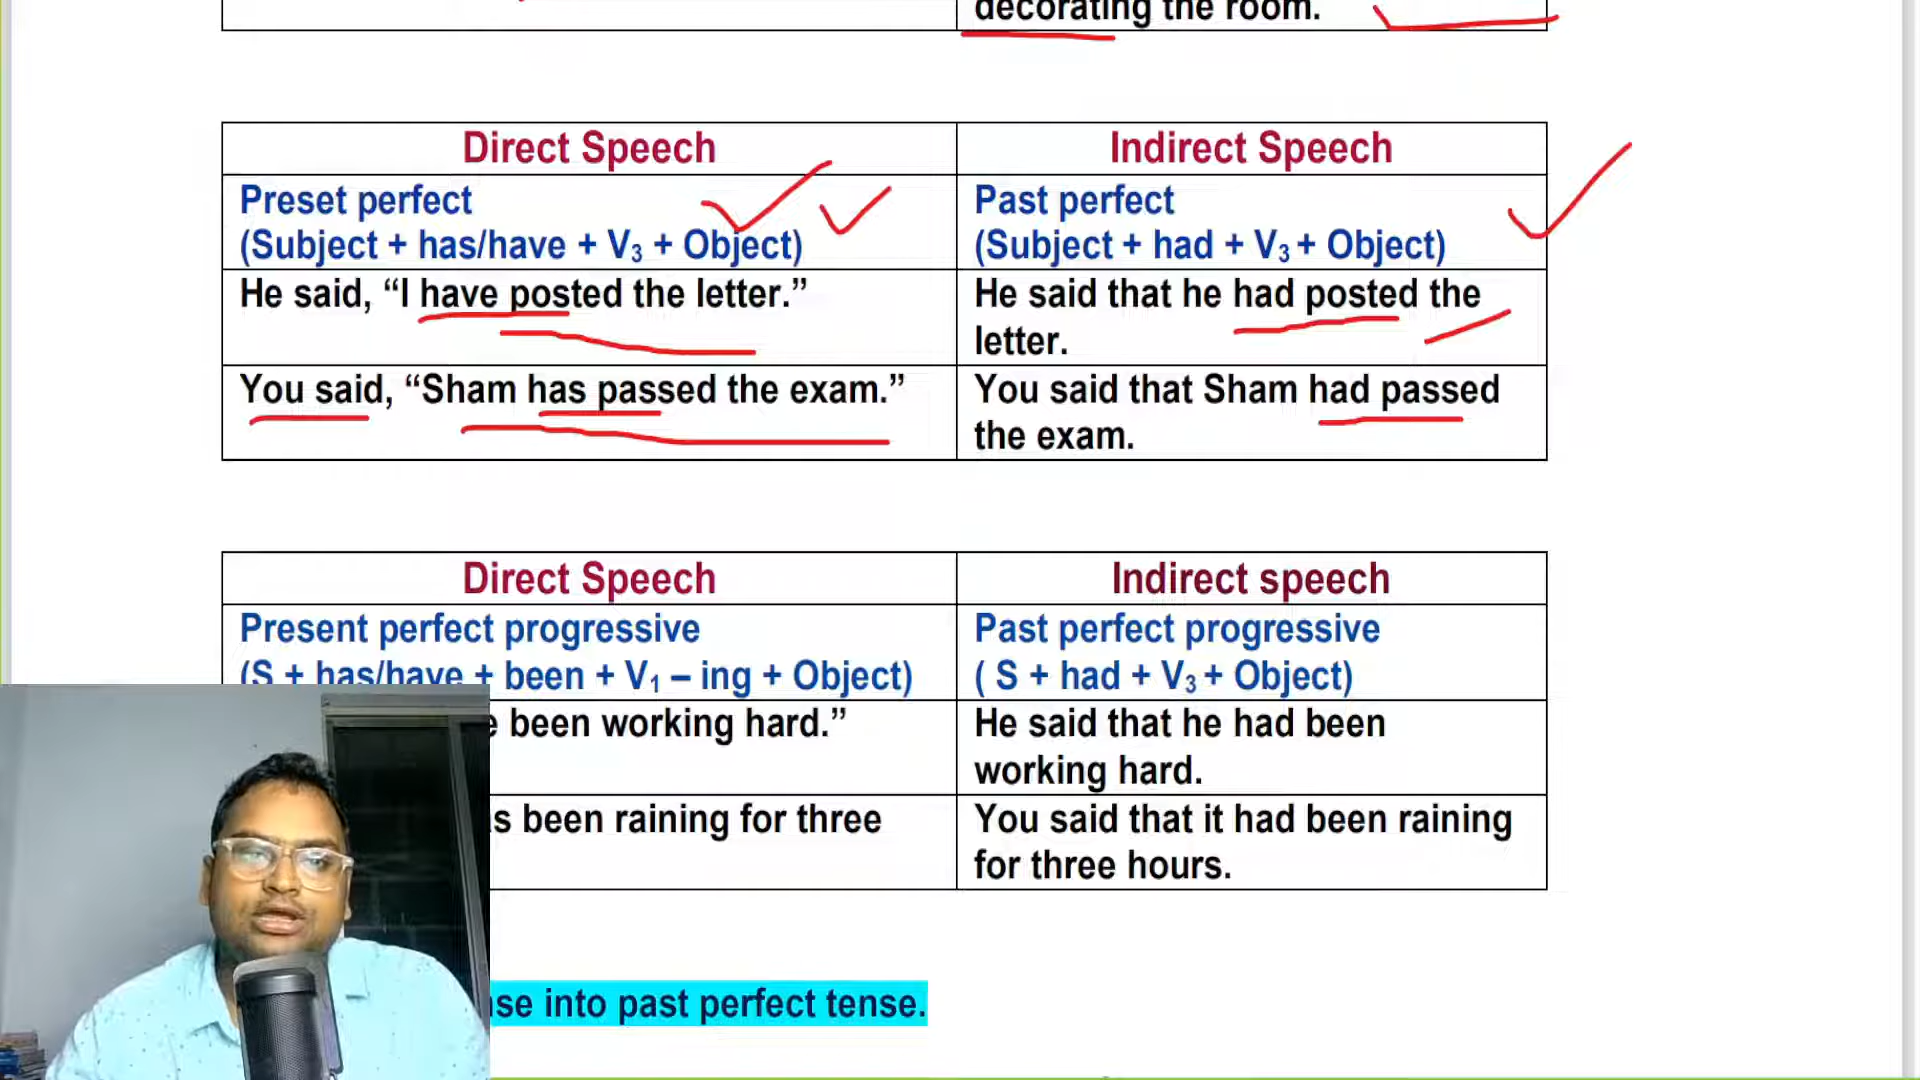 decorating the room.
Direct Speech
Indirect Speech
Preset perfect
(Subject + has/have + V₃ + Object)
Past perfect
(Subject + had + V₃ + Object)
He said, “I have posted the letter.”
He said that he had posted the
letter.
You said, “Sham has passed the exam.”
You said that Sham had passed
the exam.
Direct Speech
Indirect speech
Present perfect progressive
(S + has/have + been + V₁ – ing + Object)
Past perfect progressive
( S + had + V₃ + Object)
been working hard.”
He said that he had been
working hard.
been raining for three
You said that it had been raining
for three hours.
into past perfect tense.